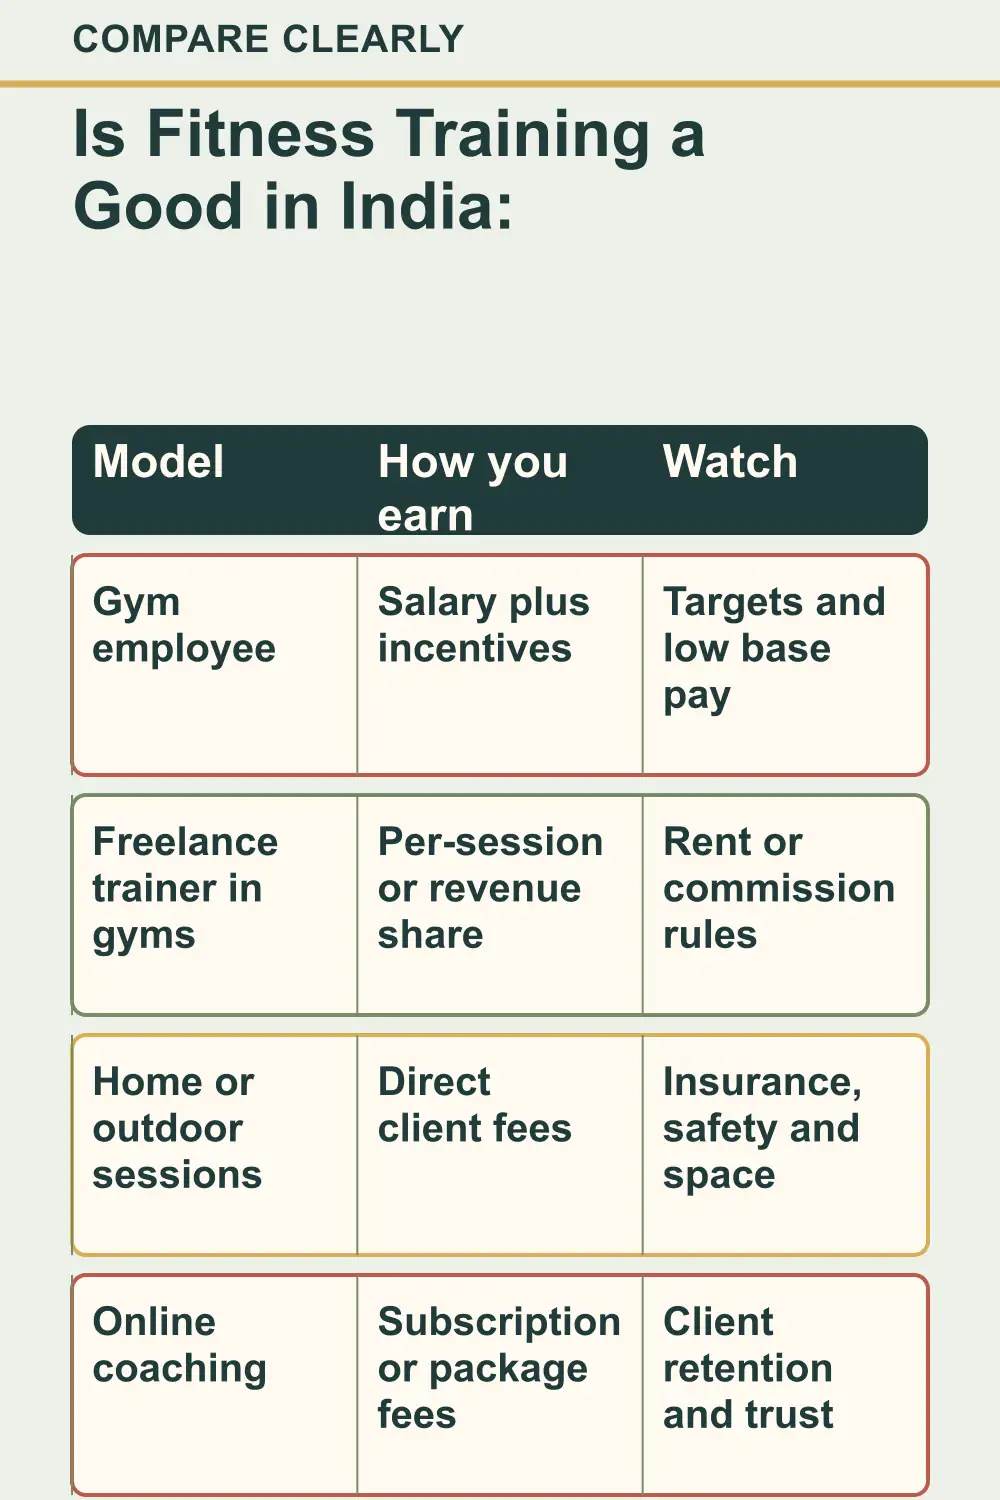 COMPARE CLEARLY
Is Fitness Training a
Good in India:
Model
How you
earn
Watch
Gym
employee
Salary plus
incentives
Targets and
low base
pay
Freelance
trainer in
gyms
Per-session
or revenue
share
Rent or
commission
rules
Home or
outdoor
sessions
Direct
client fees
Insurance,
safety and
space
Online
coaching
Subscription
or package
fees
Client
retention
and trust